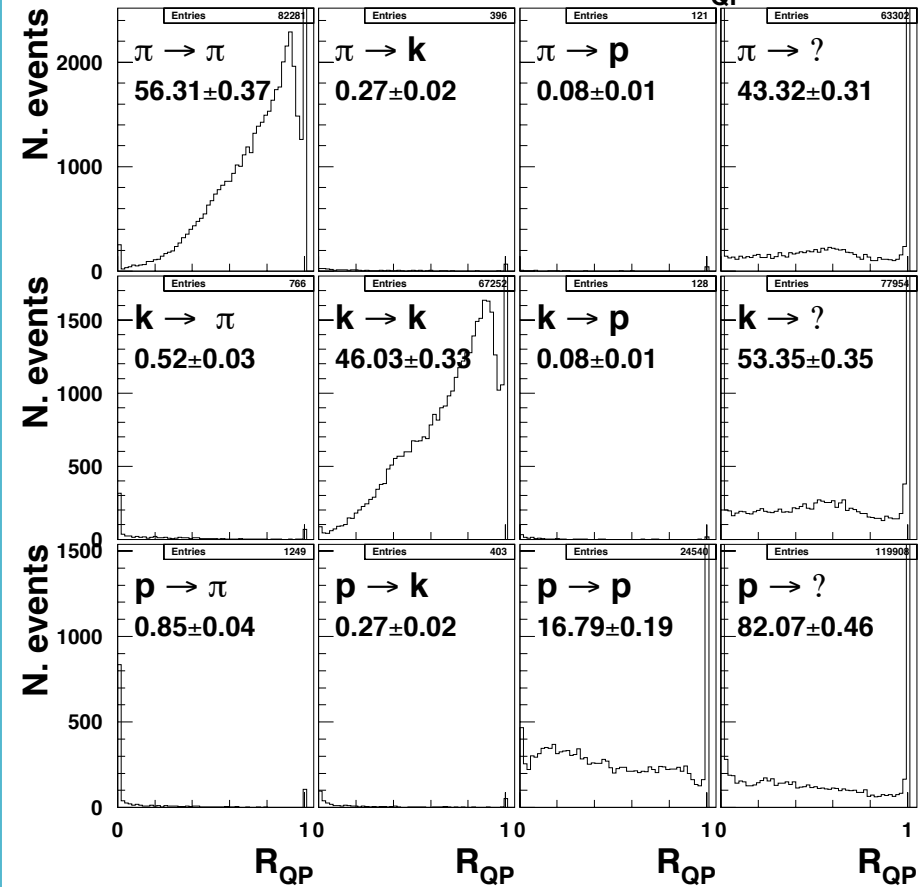 QP
Entries 82281
Entries 396
Entries 121
Entries 63302
π → π
π → k
π → p
π → ?
56.31±0.37
0.27±0.02
0.08±0.01
43.32±0.31
N. events
2000
1000
0
Entries 766
Entries 67252
Entries 128
Entries 77954
k → π
k → k
k → p
k → ?
0.52±0.03
46.03±0.33
0.08±0.01
53.35±0.35
N. events
1500
1000
500
0
Entries 1249
Entries 403
Entries 24540
Entries 119908
p → π
p → k
p → p
p → ?
0.85±0.04
0.27±0.02
16.79±0.19
82.07±0.46
N. events
1500
1000
500
0
0 1 0 1 0 1 0 1
R_QP R_QP R_QP R_QP